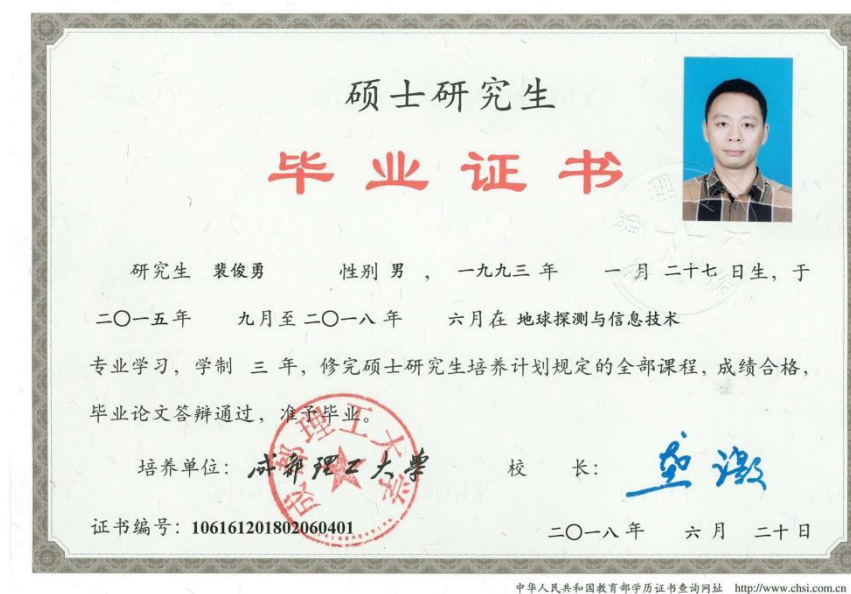 硕士研究生
毕业证书
研究生 裴俊勇 性别 男 ， 一九九三 年 一 月 二十七 日生，于
二〇一五年 九月至 二〇一八 年 六月在 地球探测与信息技术
专业学习，学制 三 年，修完硕士研究生培养计划规定的全部课程，成绩合格，
毕业论文答辩通过，准予毕业。
培养单位：成都理工大学 校 长：
成都理工大学
证书编号：106161201802060401 二〇一八 年 六 月 二十 日
中华人民共和国教育部学历证书查询网址 http://www.chsi.com.cn